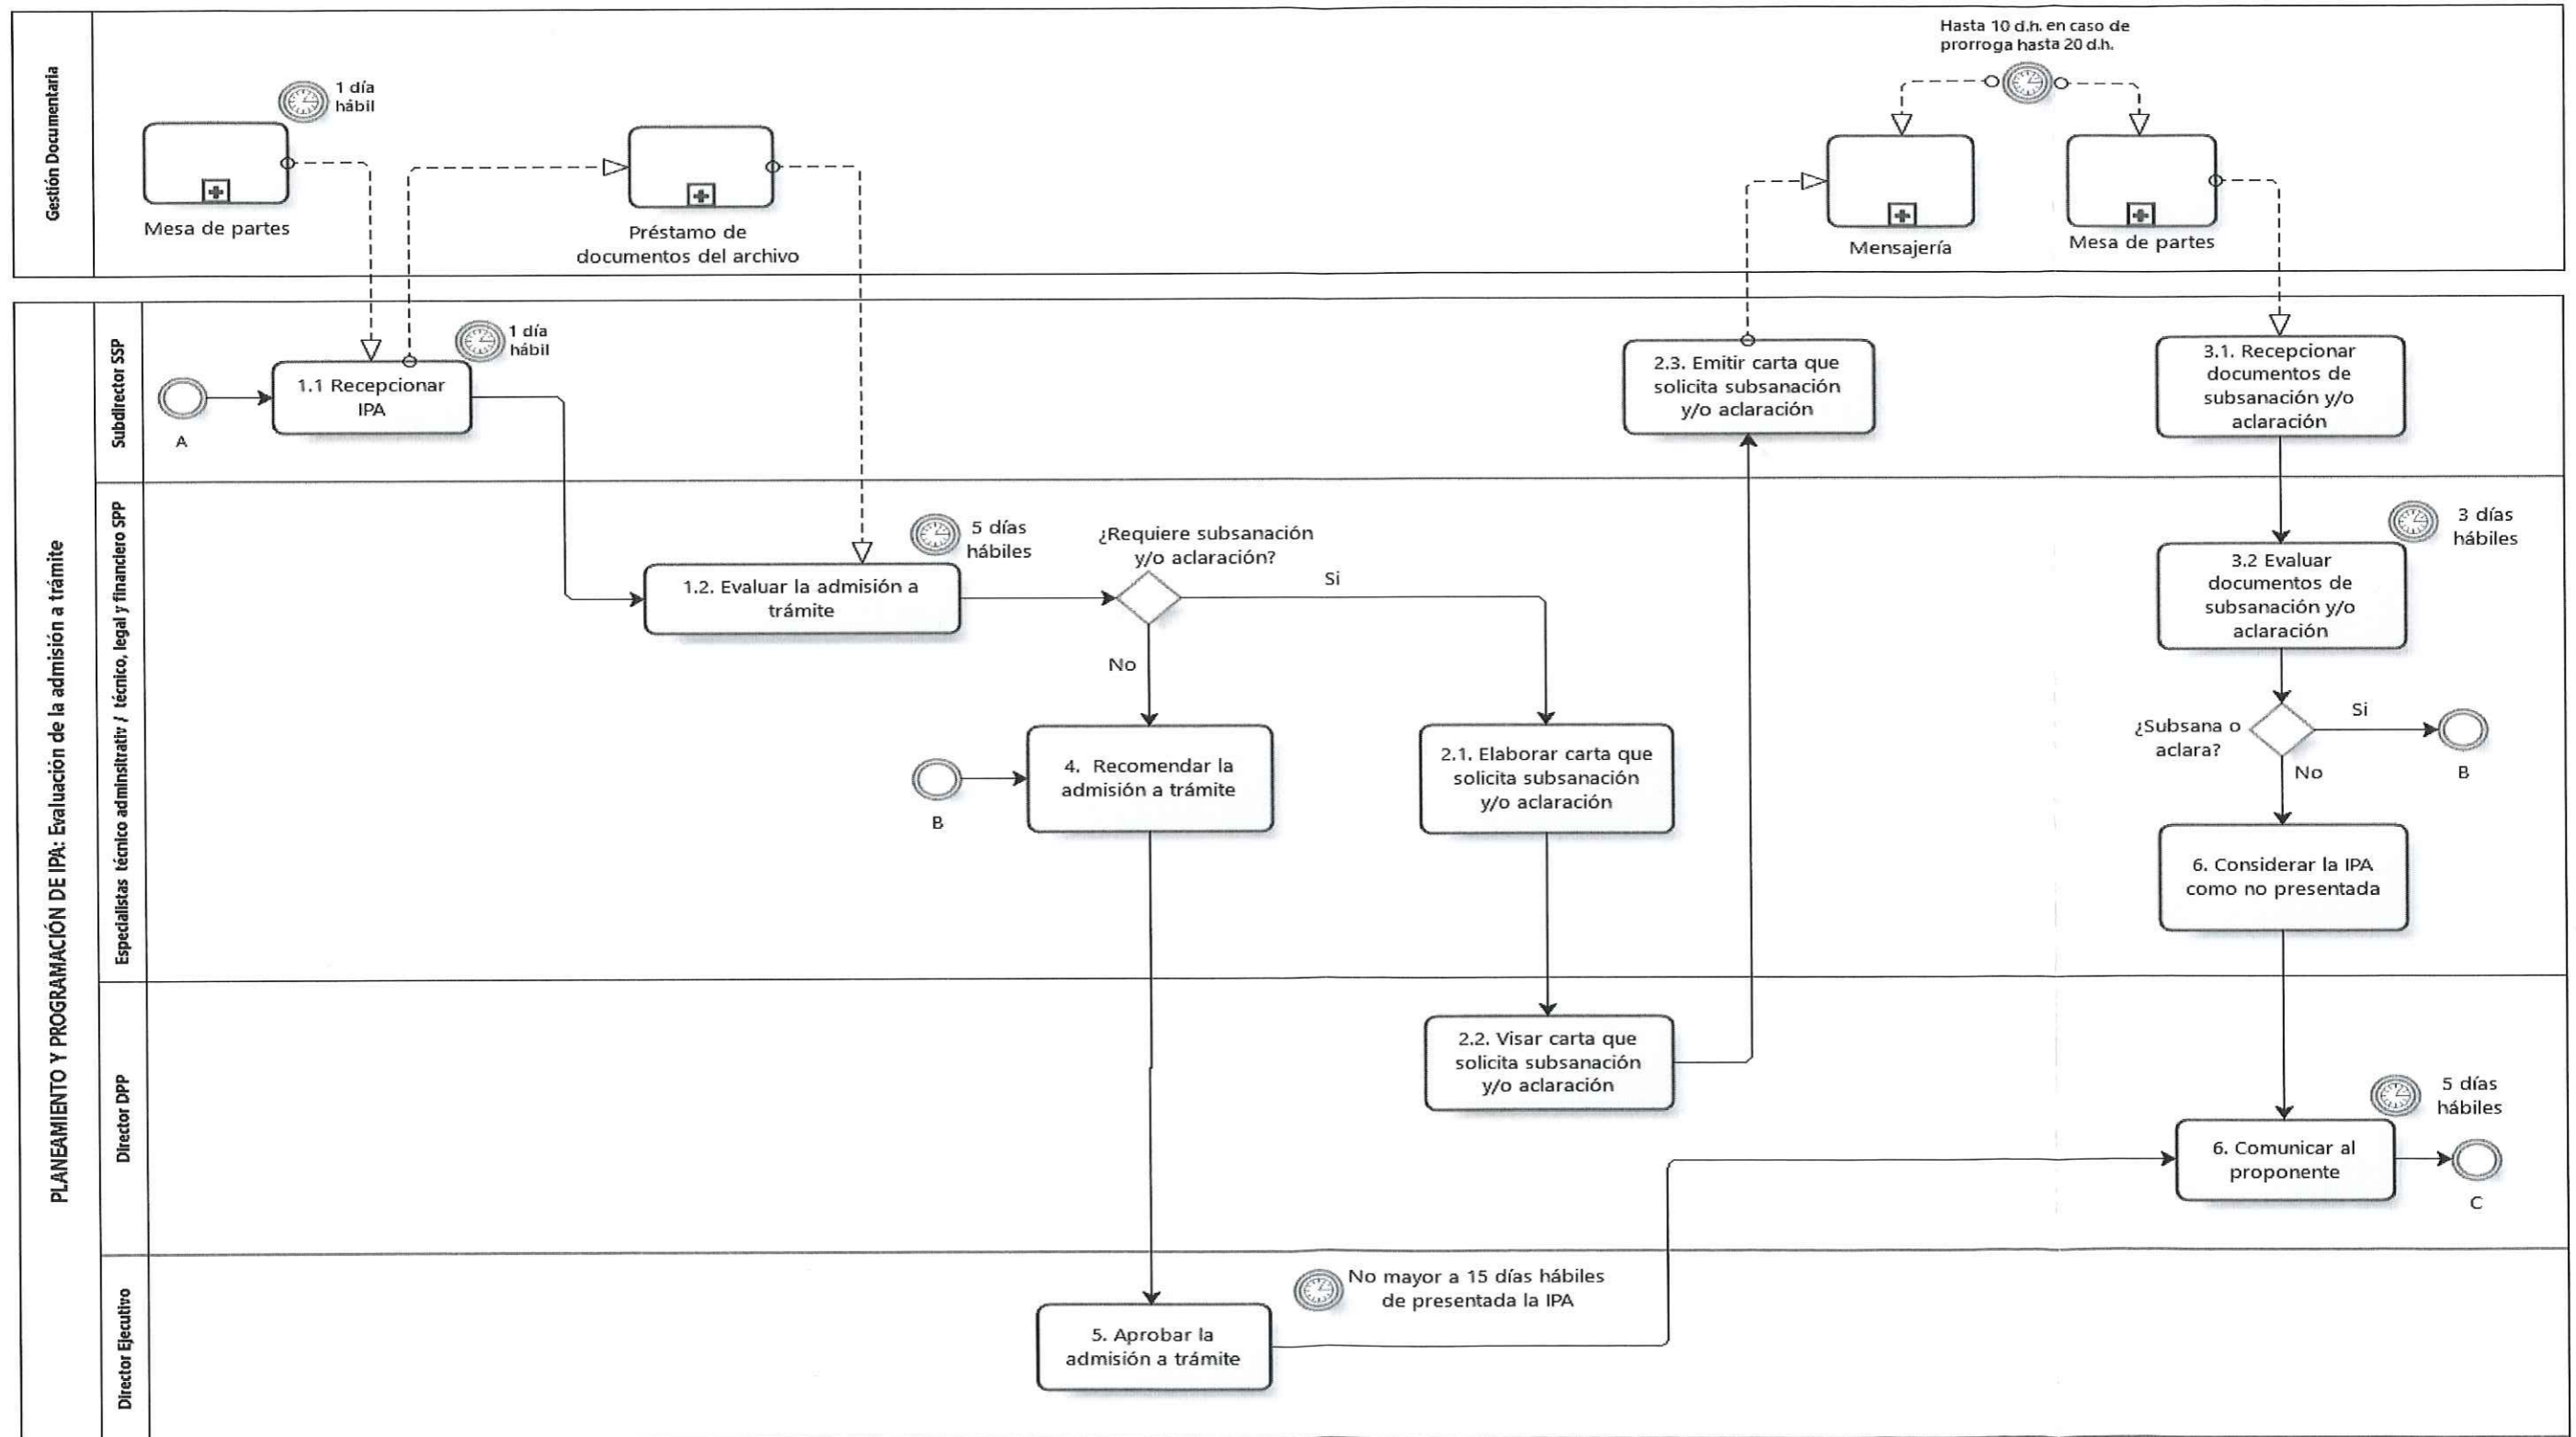 Gestión Documentaria
1 día
hábil
Mesa de partes
Préstamo de
documentos del archivo
Hasta 10 d.h. en caso de
prorroga hasta 20 d.h.
Mensajería
Mesa de partes
PLANEAMIENTO Y PROGRAMACIÓN DE IPA: Evaluación de la admisión a trámite
Subdirector SSP
A
1.1 Recepcionar
IPA
1 día
hábil
2.3. Emitir carta que
solicita subsanación
y/o aclaración
3.1. Recepcionar
documentos de
subsanación y/o
aclaración
Especialistas técnico adminsitrativ / técnico, legal y financiero SPP
1.2. Evaluar la admisión a
trámite
5 días
hábiles
¿Requiere subsanación
y/o aclaración?
Si
No
B
4. Recomendar la
admisión a trámite
2.1. Elaborar carta que
solicita subsanación
y/o aclaración
3 días
hábiles
3.2 Evaluar
documentos de
subsanación y/o
aclaración
¿Subsana o
aclara?
Si
B
No
6. Considerar la IPA
como no presentada
Director DPP
2.2. Visar carta que
solicita subsanación
y/o aclaración
5 días
hábiles
6. Comunicar al
proponente
C
Director Ejecutivo
5. Aprobar la
admisión a trámite
No mayor a 15 días hábiles
de presentada la IPA